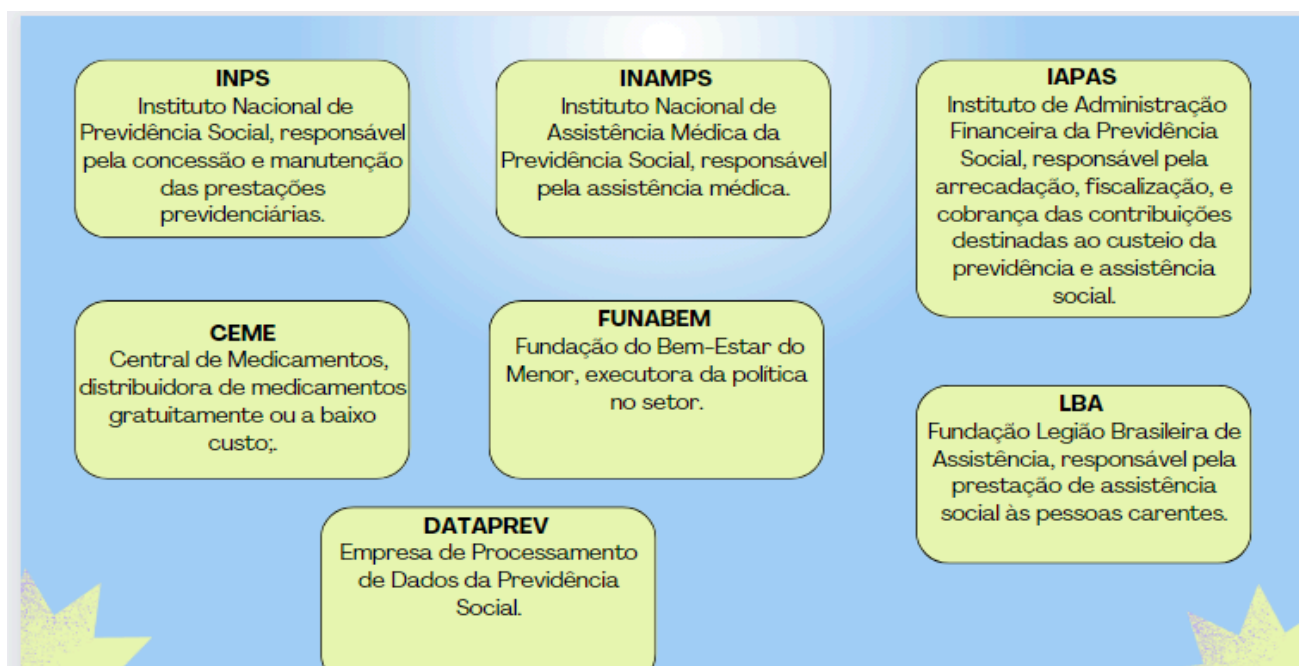 INPS
Instituto Nacional de
Previdência Social, responsável
pela concessão e manutenção
das prestações
previdenciárias.
INAMPS
Instituto Nacional de
Assistência Médica da
Previdência Social, responsável
pela assistência médica.
IAPAS
Instituto de Administração
Financeira da Previdência
Social, responsável pela
arrecadação, fiscalização, e
cobrança das contribuições
destinadas ao custeio da
previdência e assistência
social.
CEME
Central de Medicamentos,
distribuidora de medicamentos
gratuitamente ou a baixo
custo;.
FUNABEM
Fundação do Bem-Estar do
Menor, executora da política
no setor.
LBA
Fundação Legião Brasileira de
Assistência, responsável pela
prestação de assistência
social às pessoas carentes.
DATAPREV
Empresa de Processamento
de Dados da Previdência
Social.